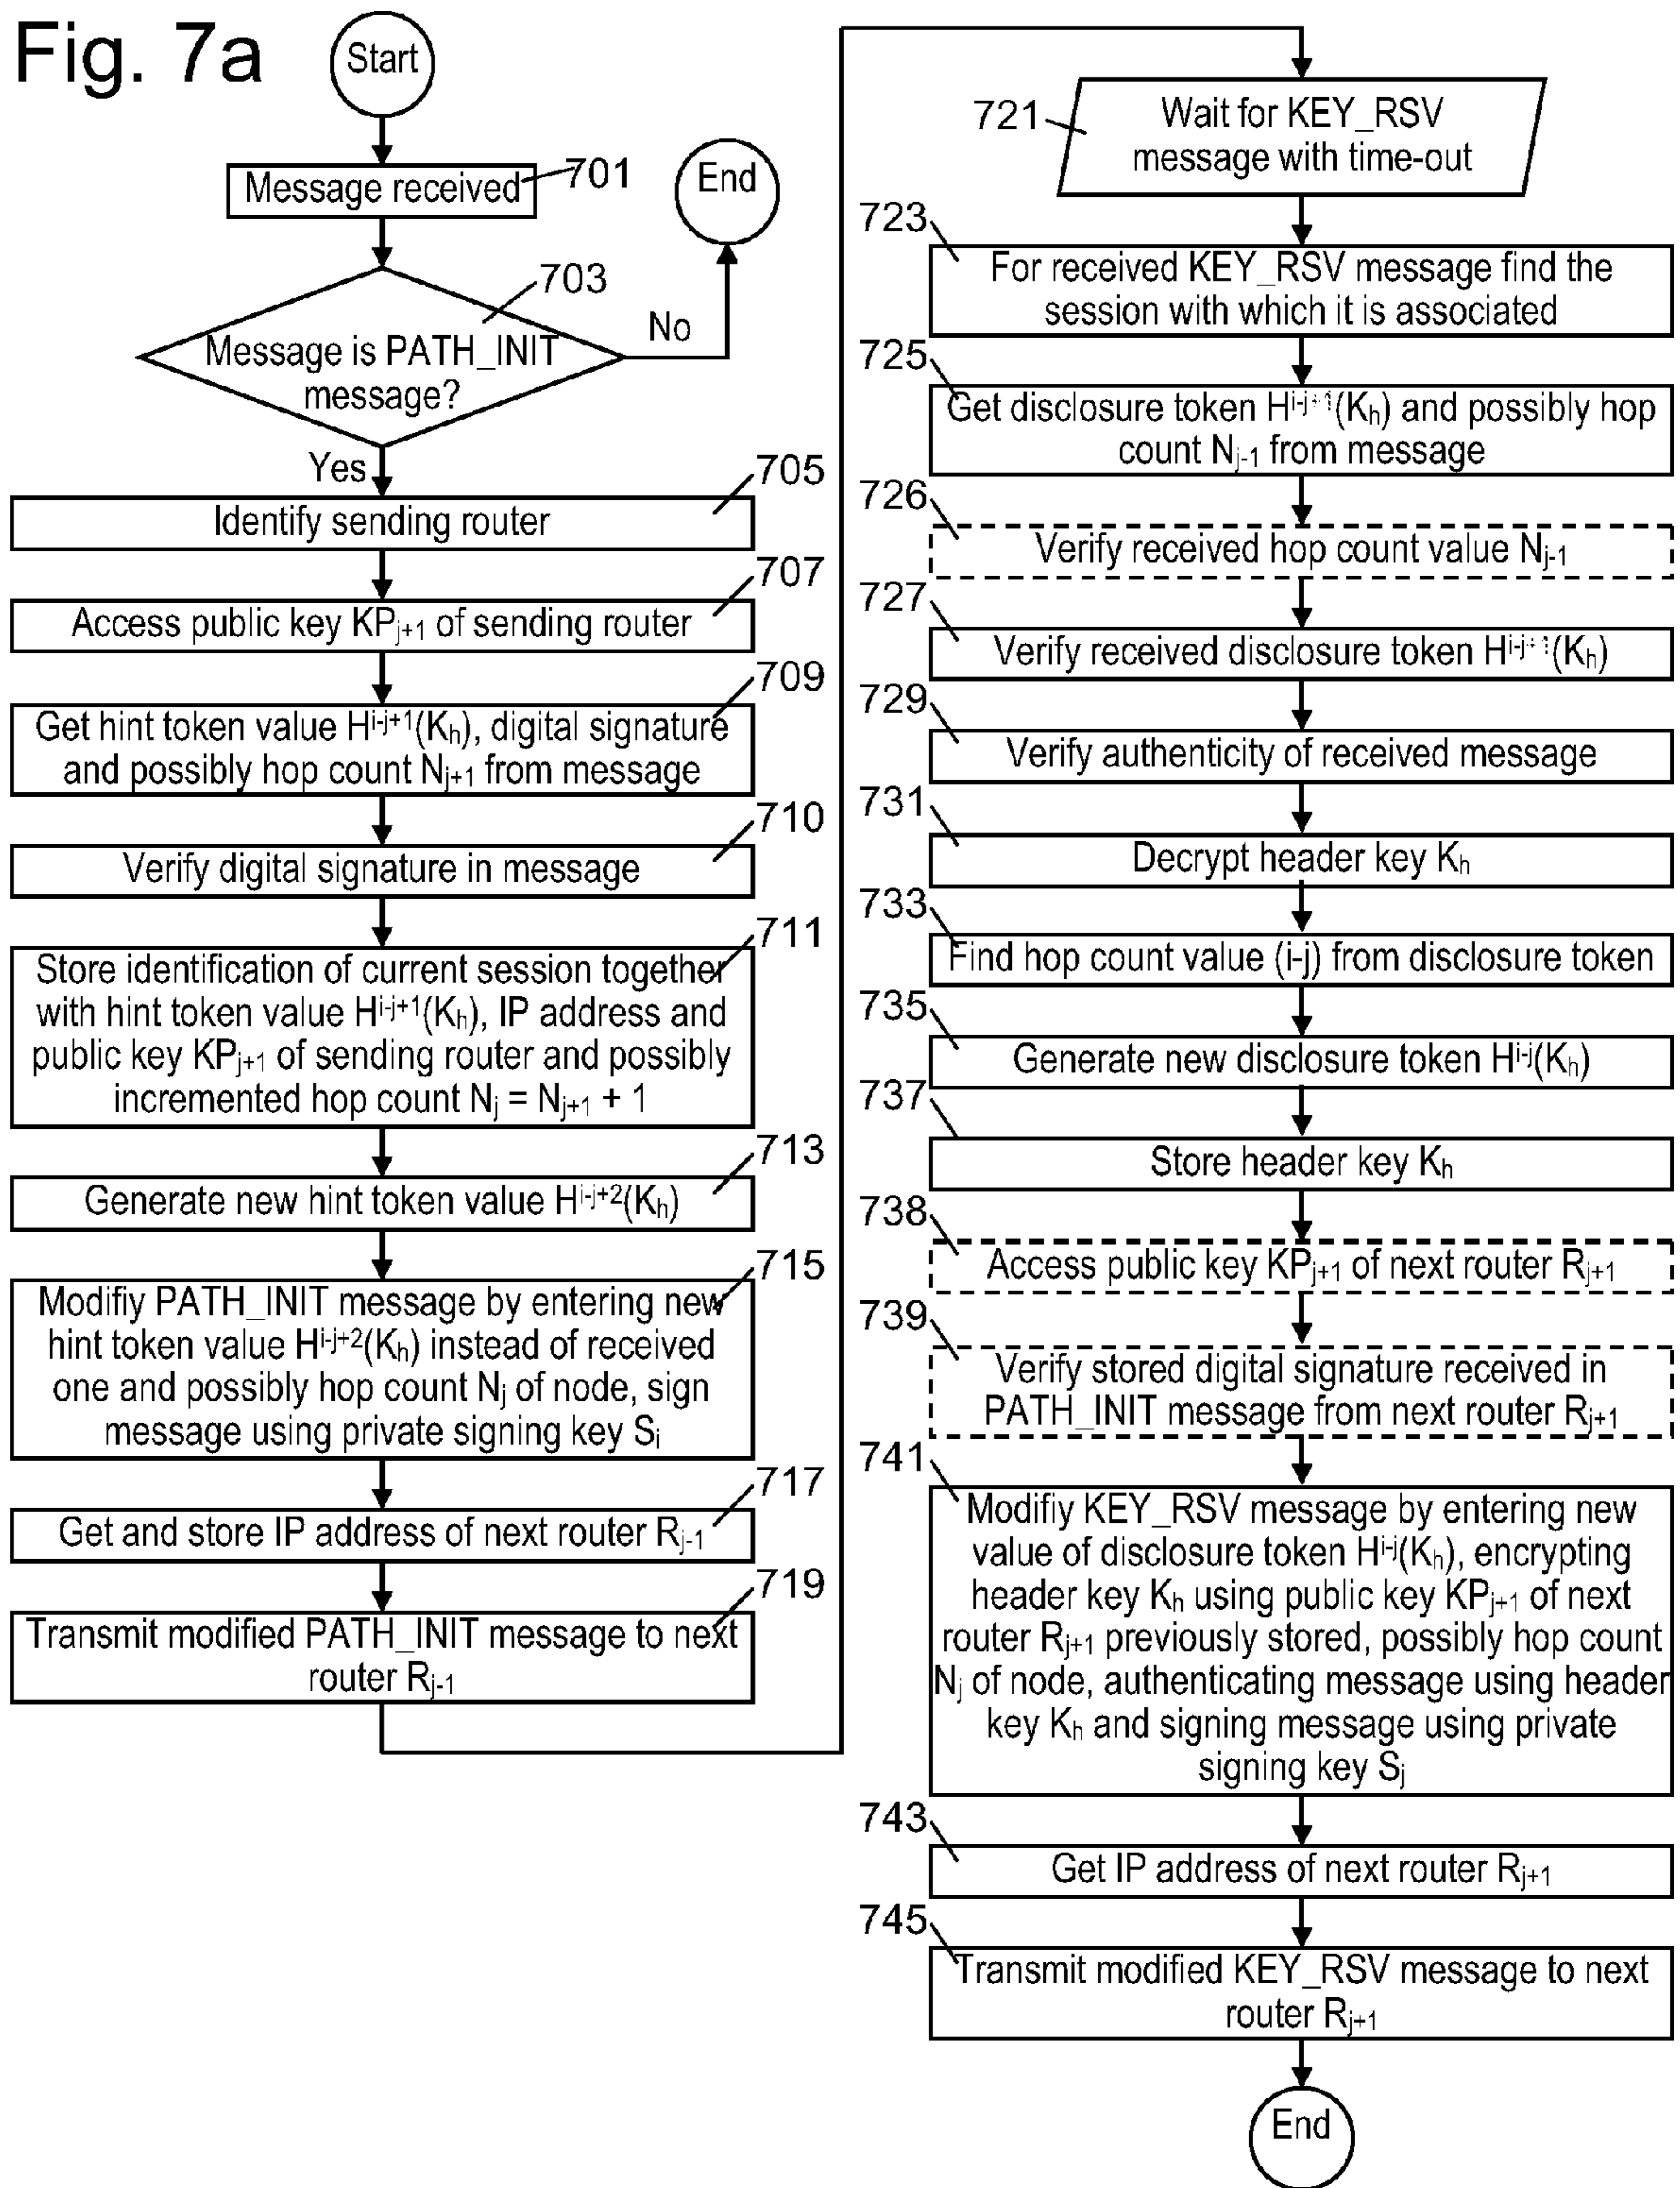 Fig. 7a
Start
Message received
701
End
703
Message is PATH_INIT
message?
No
Yes
705
Identify sending router
707
Access public key KPj+1 of sending router
709
Get hint token value Hi-j+1(Kh), digital signature
and possibly hop count Nj+1 from message
710
Verify digital signature in message
711
Store identification of current session together
with hint token value Hi-j+1(Kh), IP address and
public key KPj+1 of sending router and possibly
incremented hop count Nj = Nj+1 + 1
713
Generate new hint token value Hi-j+2(Kh)
715
Modifiy PATH_INIT message by entering new
hint token value Hi-j+2(Kh) instead of received
one and possibly hop count Nj of node, sign
message using private signing key Si
717
Get and store IP address of next router Rj-1
719
Transmit modified PATH_INIT message to next
router Rj-1
721
Wait for KEY_RSV
message with time-out
723
For received KEY_RSV message find the
session with which it is associated
725
Get disclosure token Hi-j+1(Kh) and possibly hop
count Nj-1 from message
726
Verify received hop count value Nj-1
727
Verify received disclosure token Hi-j+1(Kh)
729
Verify authenticity of received message
731
Decrypt header key Kh
733
Find hop count value (i-j) from disclosure token
735
Generate new disclosure token Hi-j(Kh)
737
Store header key Kh
738
Access public key KPj+1 of next router Rj+1
739
Verify stored digital signature received in
PATH_INIT message from next router Rj+1
741
Modifiy KEY_RSV message by entering new
value of disclosure token Hi-j(Kh), encrypting
header key Kh using public key KPj+1 of next
router Rj+1 previously stored, possibly hop count
Nj of node, authenticating message using header
key Kh and signing message using private
signing key Sj
743
Get IP address of next router Rj+1
745
Transmit modified KEY_RSV message to next
router Rj+1
End